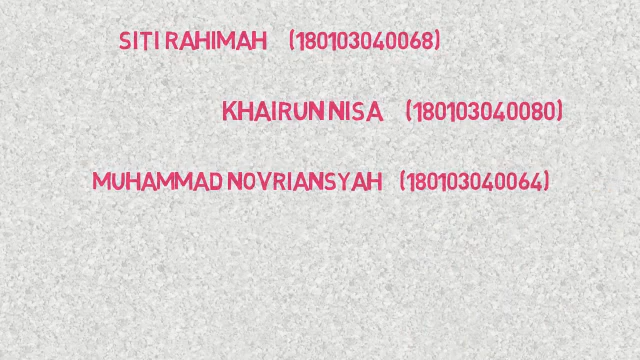 SITI RAHIMAH (180103040068)
KHAIRUN NISA (180103040080)
MUHAMMAD NOVRIANSYAH (180103040064)